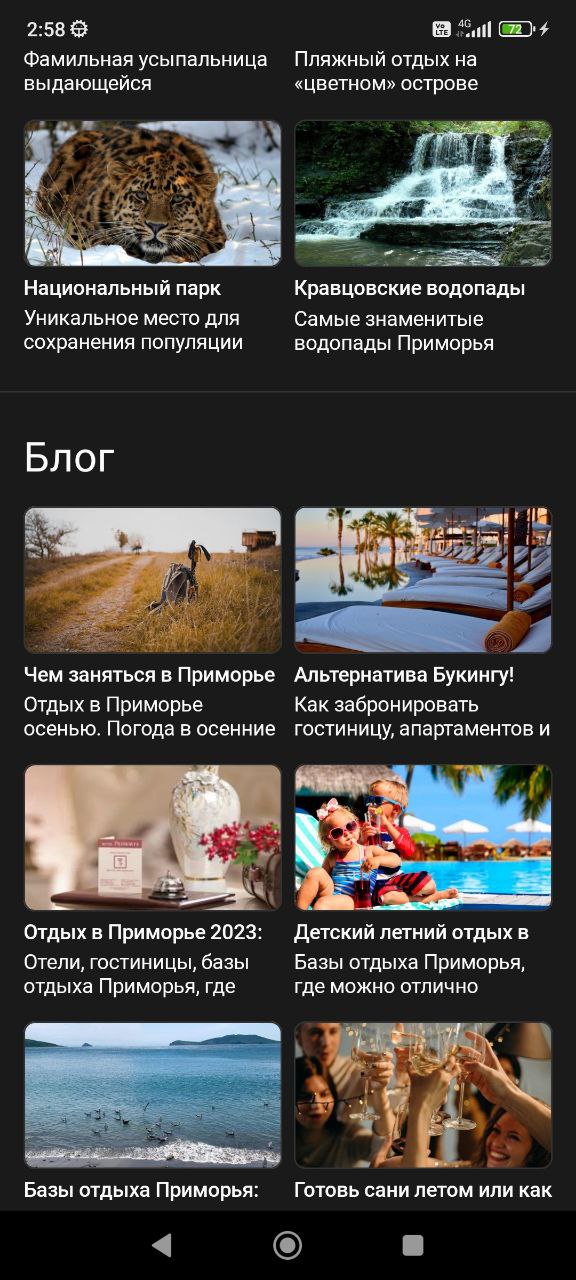 2:58
Vo LTE
4G
72
Фамильная усыпальница
выдающейся
Пляжный отдых на
«цветном» острове
Национальный парк
Уникальное место для
сохранения популяции
Кравцовские водопады
Самые знаменитые
водопады Приморья
Блог
Чем заняться в Приморье
Отдых в Приморье
осенью. Погода в осенние
Альтернатива Букингу!
Как забронировать
гостиницу, апартаментов и
Отдых в Приморье 2023:
Отели, гостиницы, базы
отдыха Приморья, где
Детский летний отдых в
Базы отдыха Приморья,
где можно отлично
Базы отдыха Приморья:
Готовь сани летом или как